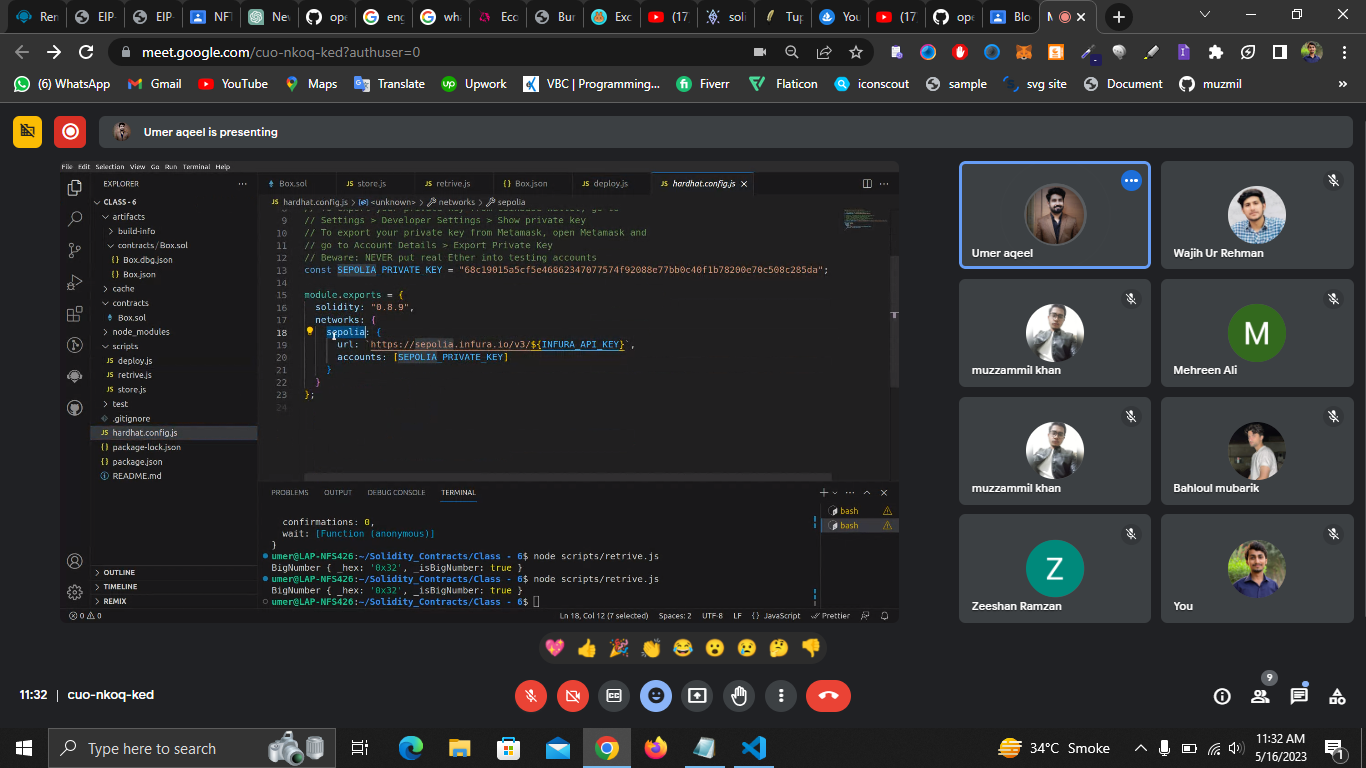 Ren
EIP-
EIP-
NFT
Nev
ope
eng
wha
Eco
Bur
Exc
(17
soli
Tup
You
(17
ope
Blo
meet.google.com/cuo-nkoq-ked?authuser=0
(6) WhatsApp
Gmail
YouTube
Maps
Translate
Upwork
VBC | Programming...
Fiverr
Flaticon
iconscout
sample
svg site
Document
muzmil
»
Umer aqeel is presenting
File Edit Selection View Go Run Terminal Help
EXPLORER
CLASS - 6
artifacts
build-info
contracts/Box.sol
{} Box.dbg.json
{} Box.json
cache
contracts
Box.sol
node_modules
scripts
JS deploy.js
JS retrive.js
JS store.js
test
.gitignore
JS hardhat.config.js
{} package-lock.json
{} package.json
README.md
OUTLINE
TIMELINE
REMIX
Box.sol
JS store.js
JS retrive.js
{} Box.json
JS deploy.js
JS hardhat.config.js
JS hardhat.config.js > <unknown> > networks > sepolia
9 // Settings > Developer Settings > Show private key
10 // To export your private key from Metamask, open Metamask and
11 // go to Account Details > Export Private Key
12 // Beware: NEVER put real Ether into testing accounts
13 const SEPOLIA_PRIVATE_KEY = "68c19015a5cf5e46862347077574f92088e77bb0c40f1b78200e70c508c285da";
14
15 module.exports = {
16 solidity: "0.8.9",
17 networks: {
18 sepolia: {
19 url: `https://sepolia.infura.io/v3/${INFURA_API_KEY}`,
20 accounts: [SEPOLIA_PRIVATE_KEY]
21 }
22 }
23 };
24
PROBLEMS OUTPUT DEBUG CONSOLE TERMINAL
confirmations: 0,
wait: [Function (anonymous)]
}
umer@LAP-NFS426:~/Solidity_Contracts/Class - 6$ node scripts/retrive.js
BigNumber { _hex: '0x32', _isBigNumber: true }
umer@LAP-NFS426:~/Solidity_Contracts/Class - 6$ node scripts/retrive.js
BigNumber { _hex: '0x32', _isBigNumber: true }
umer@LAP-NFS426:~/Solidity_Contracts/Class - 6$
bash
bash
0 0
Ln 18, Col 12 (7 selected) Spaces: 2 UTF-8 LF {} JavaScript Prettier
Umer aqeel
Wajih Ur Rehman
muzzammil khan
M
Mehreen Ali
muzzammil khan
Bahloul mubarik
Z
Zeeshan Ramzan
You
11:32 | cuo-nkoq-ked
9
Type here to search
34°C Smoke
11:32 AM
5/16/2023
1